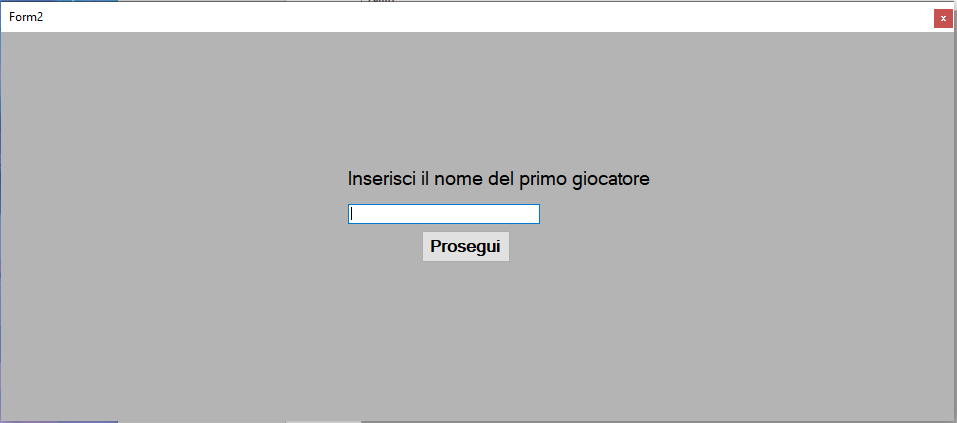 Form2
x
Inserisci il nome del primo giocatore
Prosegui